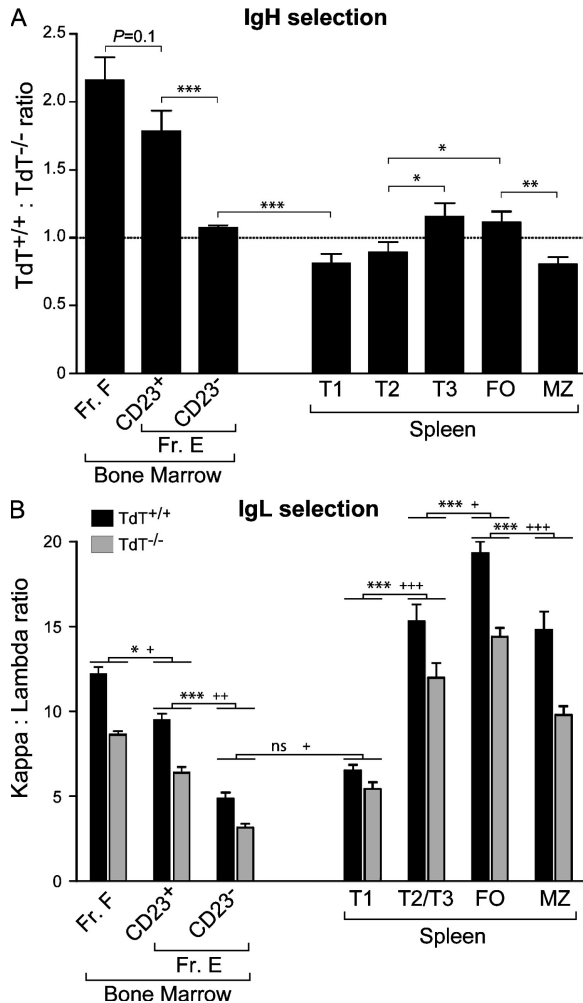 A
IgH selection
TdT+/+ : TdT-/- ratio
2.5
2.0
1.5
1.0
0.5
0
P=0.1
***
***
*
*
**
Fr. F
CD23+
CD23-
T1
T2
T3
FO
MZ
Fr. E
Spleen
Bone Marrow
B
IgL selection
TdT+/+
TdT-/-
Kappa : Lambda ratio
20
15
10
5
0
* +
*** ++
ns +
*** +++
*** +
*** +++
Fr. F
CD23+
CD23-
T1
T2/T3
FO
MZ
Fr. E
Spleen
Bone Marrow